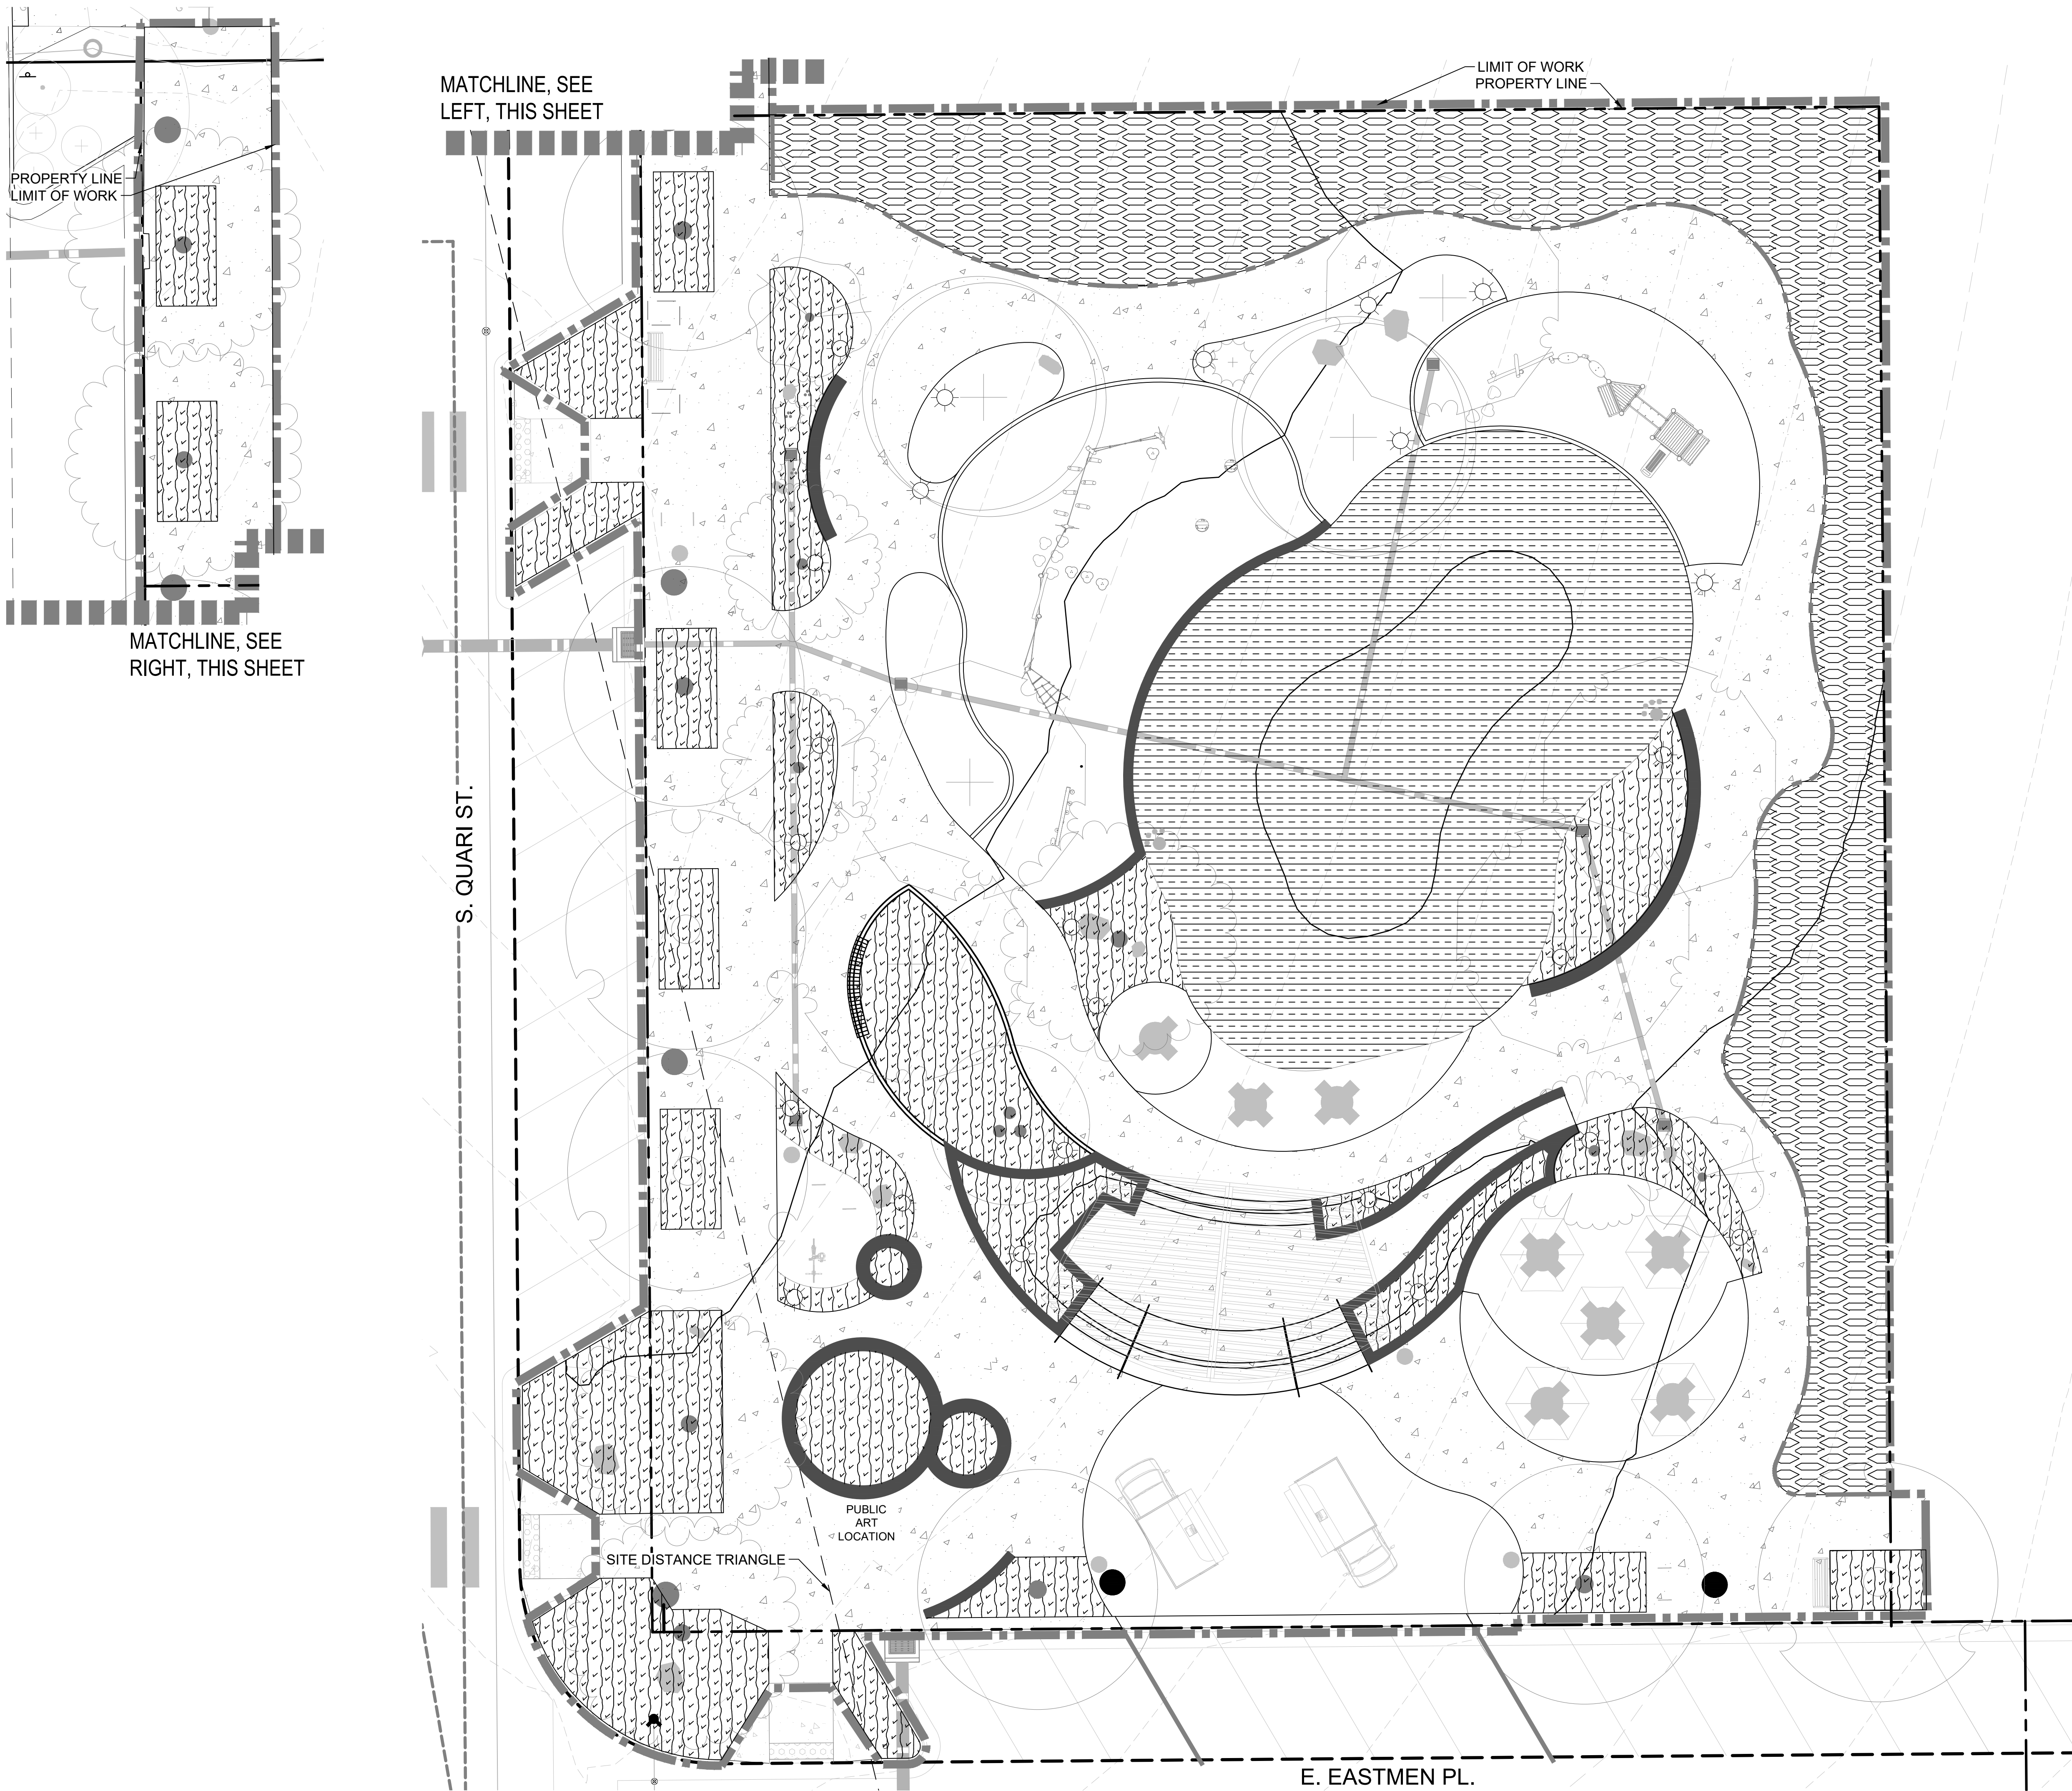 LIMIT OF WORK
PROPERTY LINE
MATCHLINE, SEE
LEFT, THIS SHEET
PROPERTY LINE
LIMIT OF WORK
MATCHLINE, SEE
RIGHT, THIS SHEET
S. QUARI ST.
PUBLIC
ART
LOCATION
SITE DISTANCE TRIANGLE
E. EASTMEN PL.